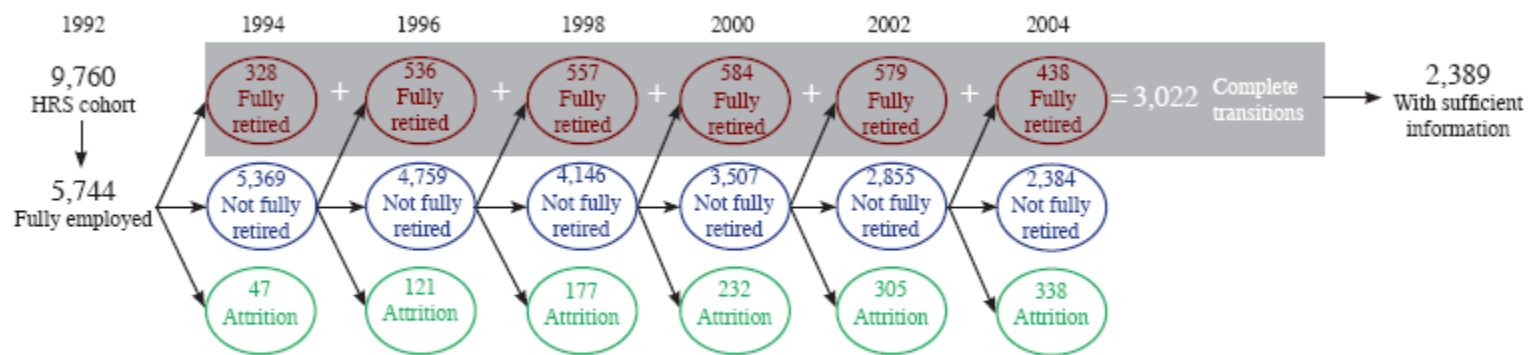 1992 1994 1996 1998 2000 2002 2004
9,760
HRS cohort
5,744
Fully employed
328
Fully
retired
+
536
Fully
retired
+
557
Fully
retired
+
584
Fully
retired
+
579
Fully
retired
+
438
Fully
retired
= 3,022
Complete
transitions
2,389
With sufficient
information
5,369
Not fully
retired
4,759
Not fully
retired
4,146
Not fully
retired
3,507
Not fully
retired
2,855
Not fully
retired
2,384
Not fully
retired
47
Attrition
121
Attrition
177
Attrition
232
Attrition
305
Attrition
338
Attrition